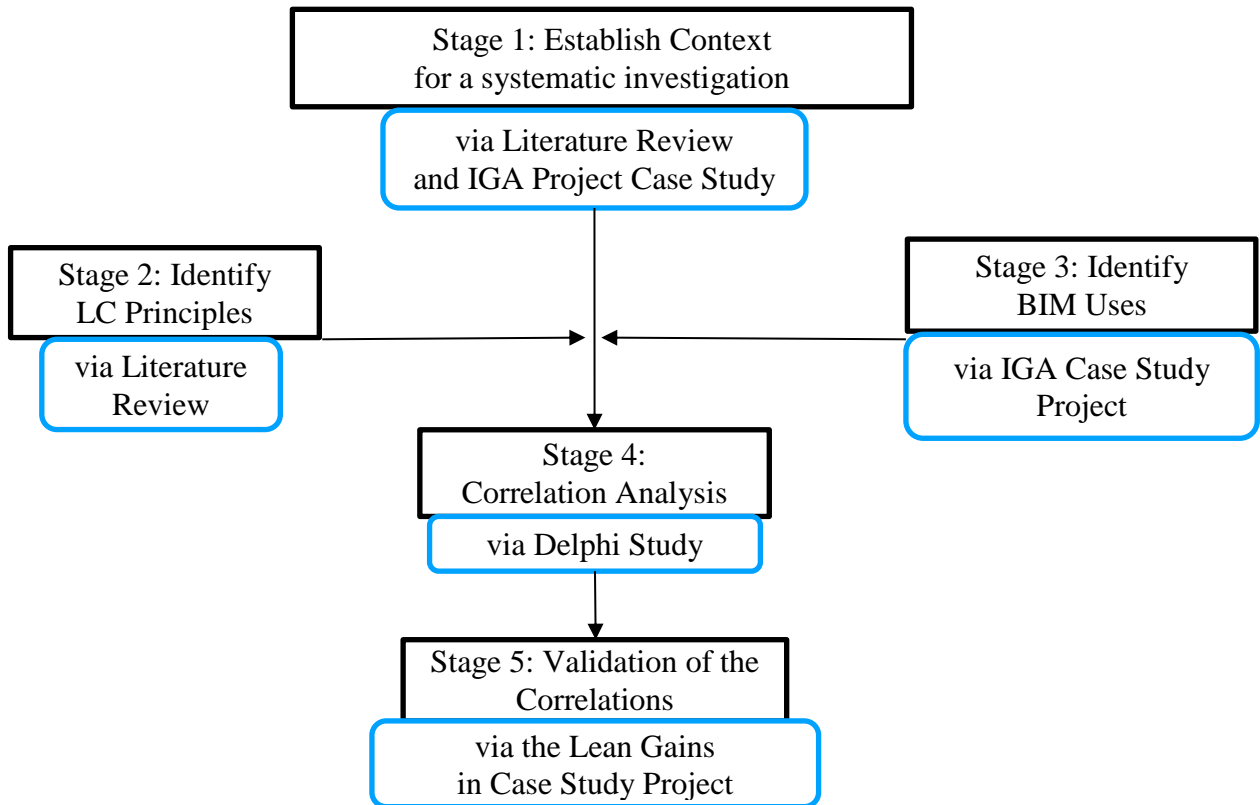 Stage 1: Establish Context
for a systematic investigation
via Literature Review
and IGA Project Case Study
Stage 2: Identify
LC Principles
via Literature
Review
Stage 3: Identify
BIM Uses
via IGA Case Study
Project
Stage 4:
Correlation Analysis
via Delphi Study
Stage 5: Validation of the
Correlations
via the Lean Gains
in Case Study Project